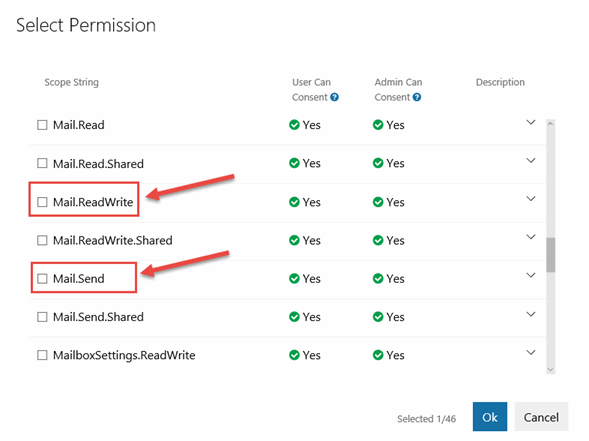 Select Permission
Scope String User Can Consent ? Admin Can Consent ? Description
Mail.Read Yes Yes
Mail.Read.Shared Yes Yes
Mail.ReadWrite Yes Yes
Mail.ReadWrite.Shared Yes Yes
Mail.Send Yes Yes
Mail.Send.Shared Yes Yes
MailboxSettings.ReadWrite Yes Yes
Selected 1/46 Ok Cancel